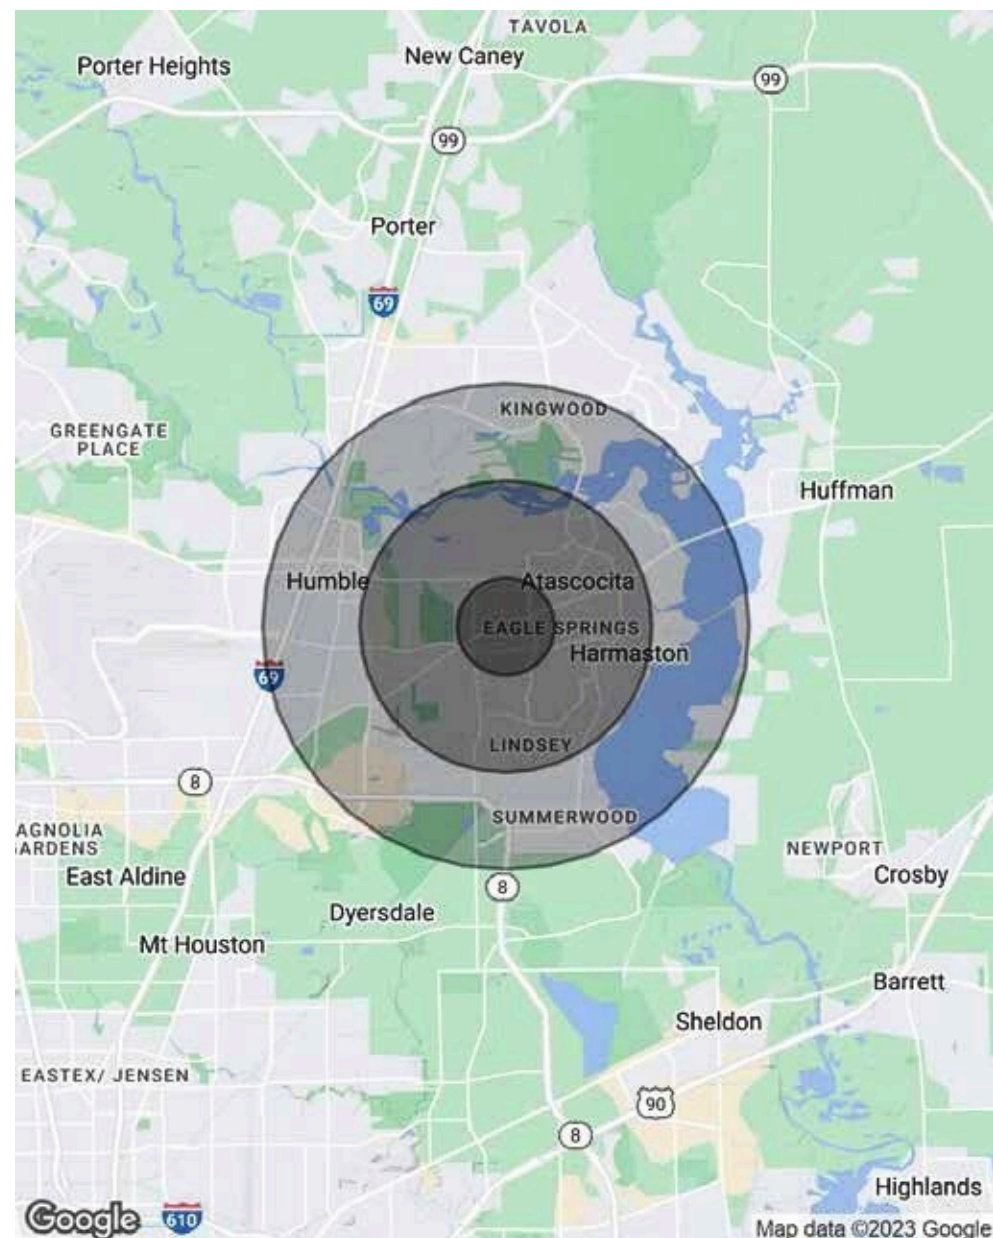 TAVOLA
New Caney
Porter Heights
99
99
Porter
69
KINGWOOD
GREENGATE
PLACE
Huffman
Humble
Atascocita
EAGLE SPRINGS
Harmaston
69
LINDSEY
8
SUMMERWOOD
AGNOLIA
ARDENS
NEWPORT
East Aldine
Crosby
8
Dyersdale
Mt Houston
Barrett
Sheldon
EASTEX/ JENSEN
90
8
Highlands
Google
610
Map data ©2023 Google